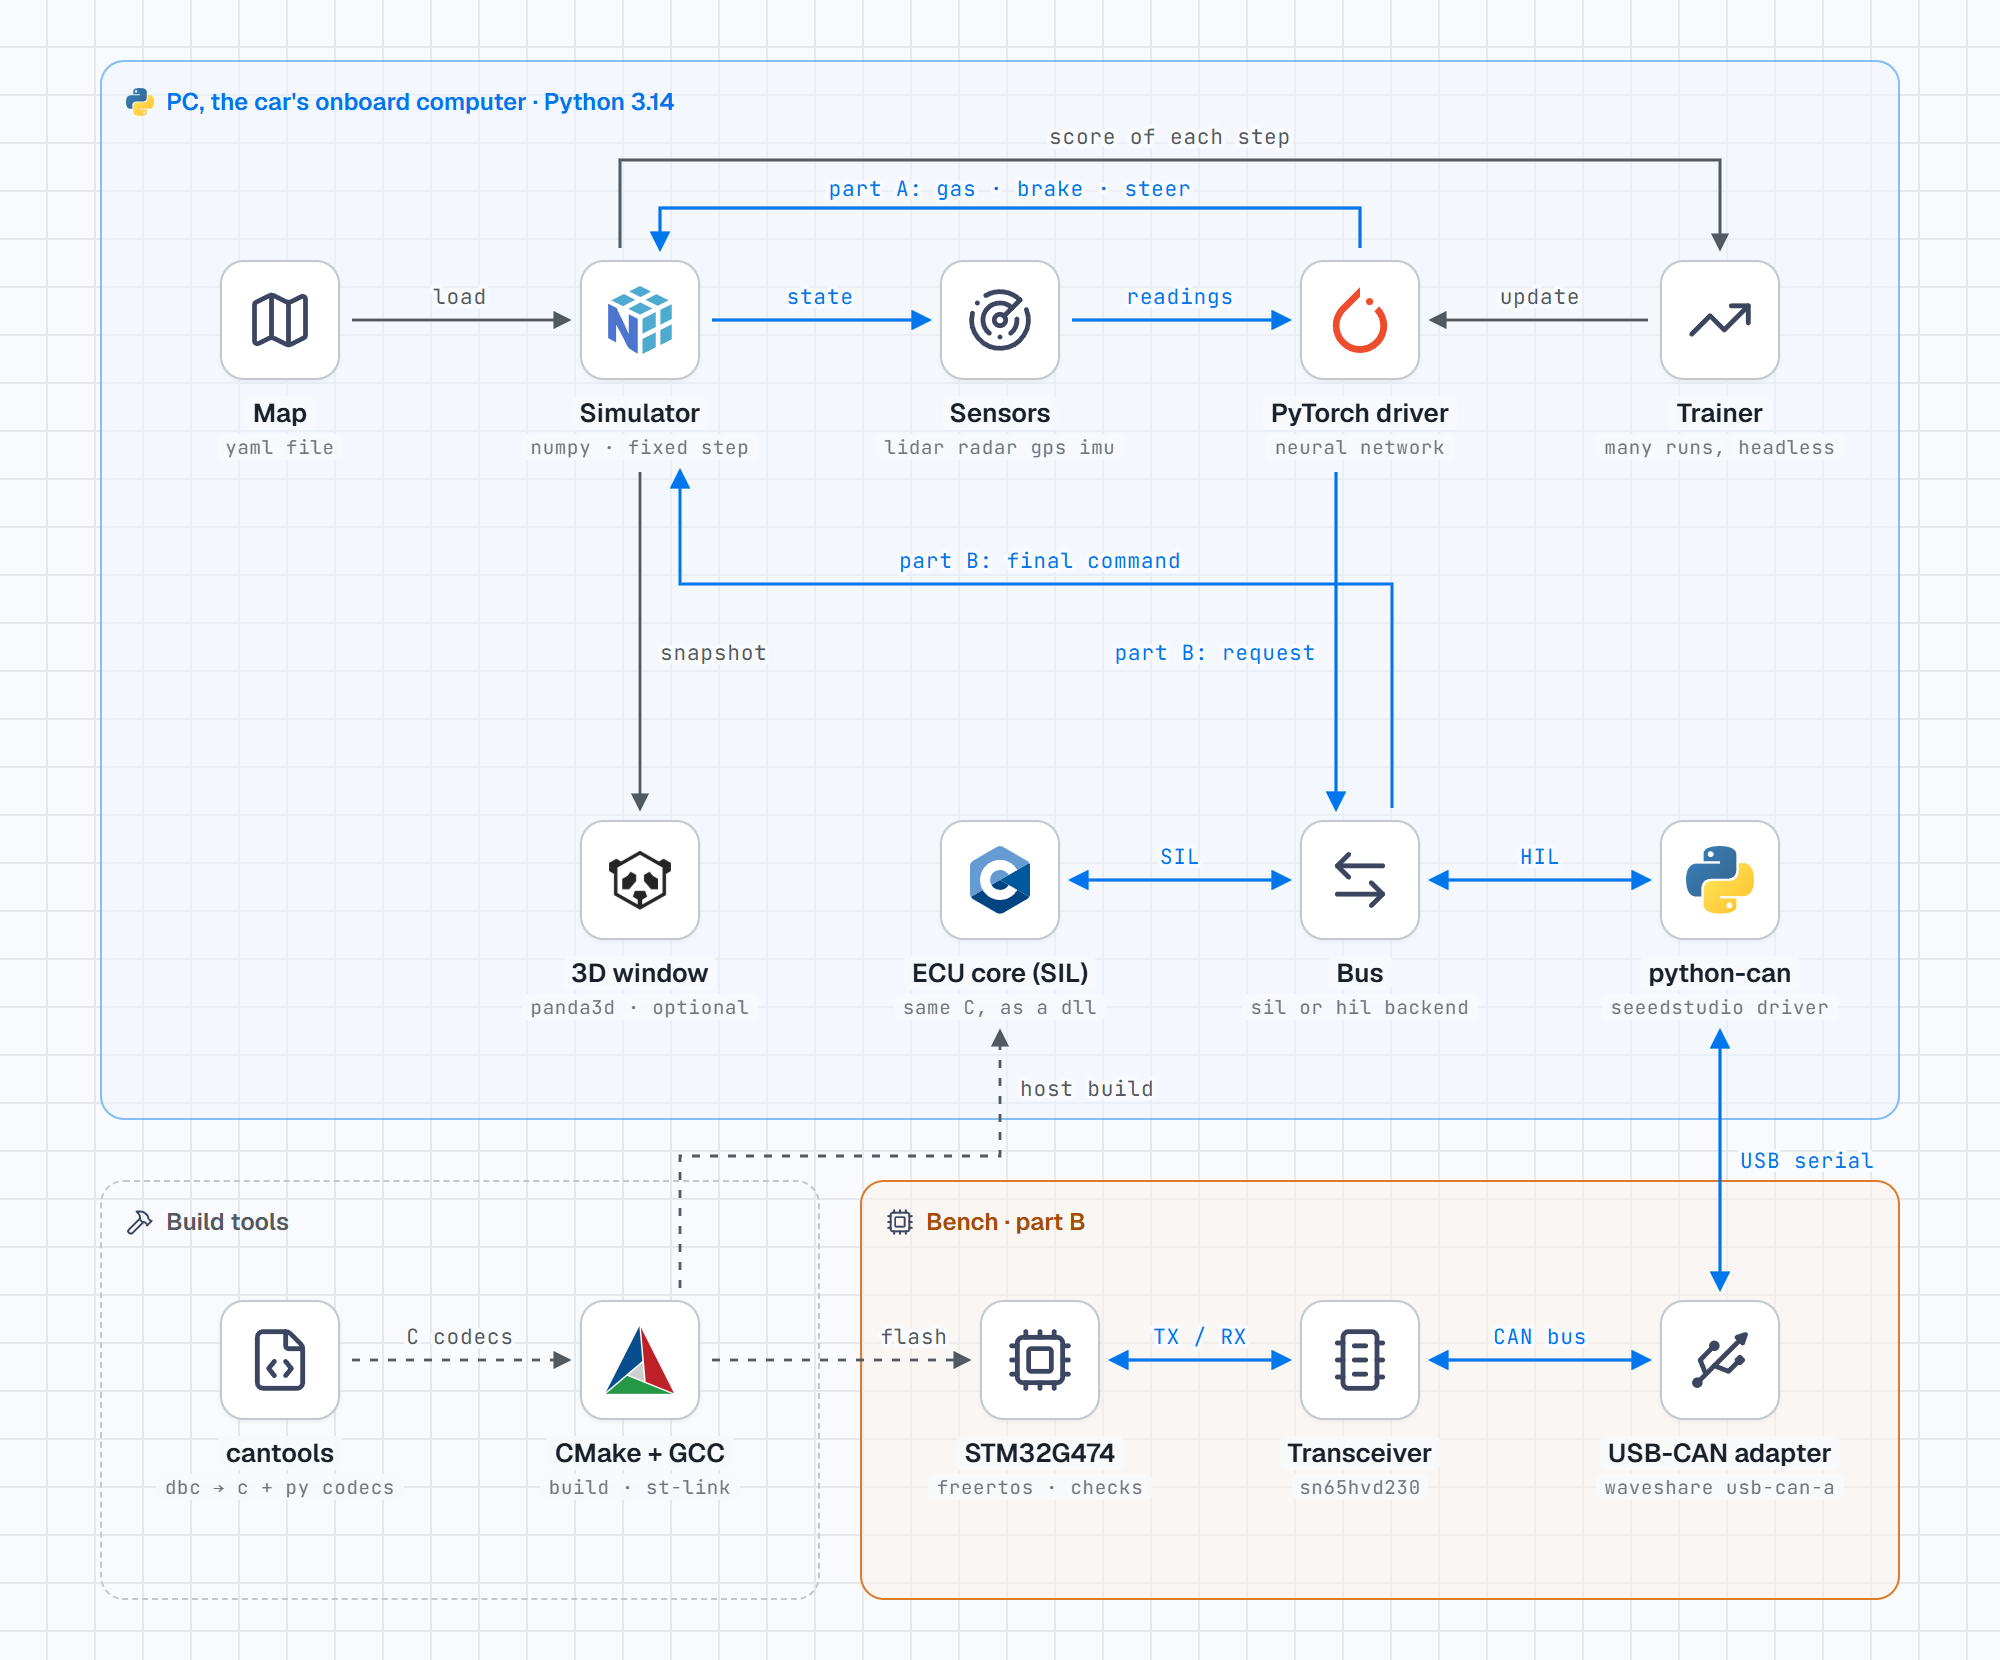 PC, the car's onboard computer · Python 3.14
score of each step
part A: gas · brake · steer
load
state
readings
update
Map
Simulator
Sensors
PyTorch driver
Trainer
yaml file
numpy · fixed step
lidar radar gps imu
neural network
many runs, headless
part B: final command
snapshot
part B: request
SIL
HIL
3D window
ECU core (SIL)
Bus
python-can
panda3d · optional
same C, as a dll
sil or hil backend
seeedstudio driver
host build
USB serial
Build tools
Bench · part B
C codecs
flash
TX / RX
CAN bus
cantools
CMake + GCC
STM32G474
Transceiver
USB-CAN adapter
dbc → c + py codecs
build · st-link
freertos · checks
sn65hvd230
waveshare usb-can-a